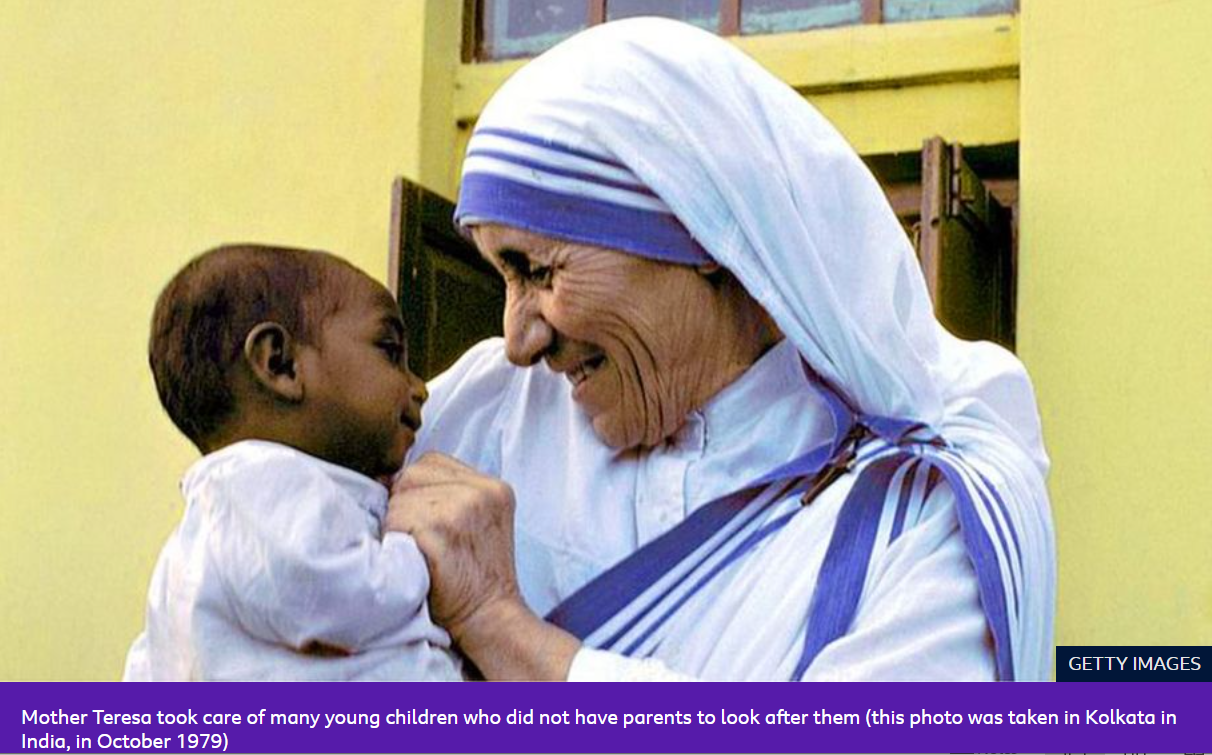 GETTY IMAGES
Mother Teresa took care of many young children who did not have parents to look after them (this photo was taken in Kolkata in
India, in October 1979)